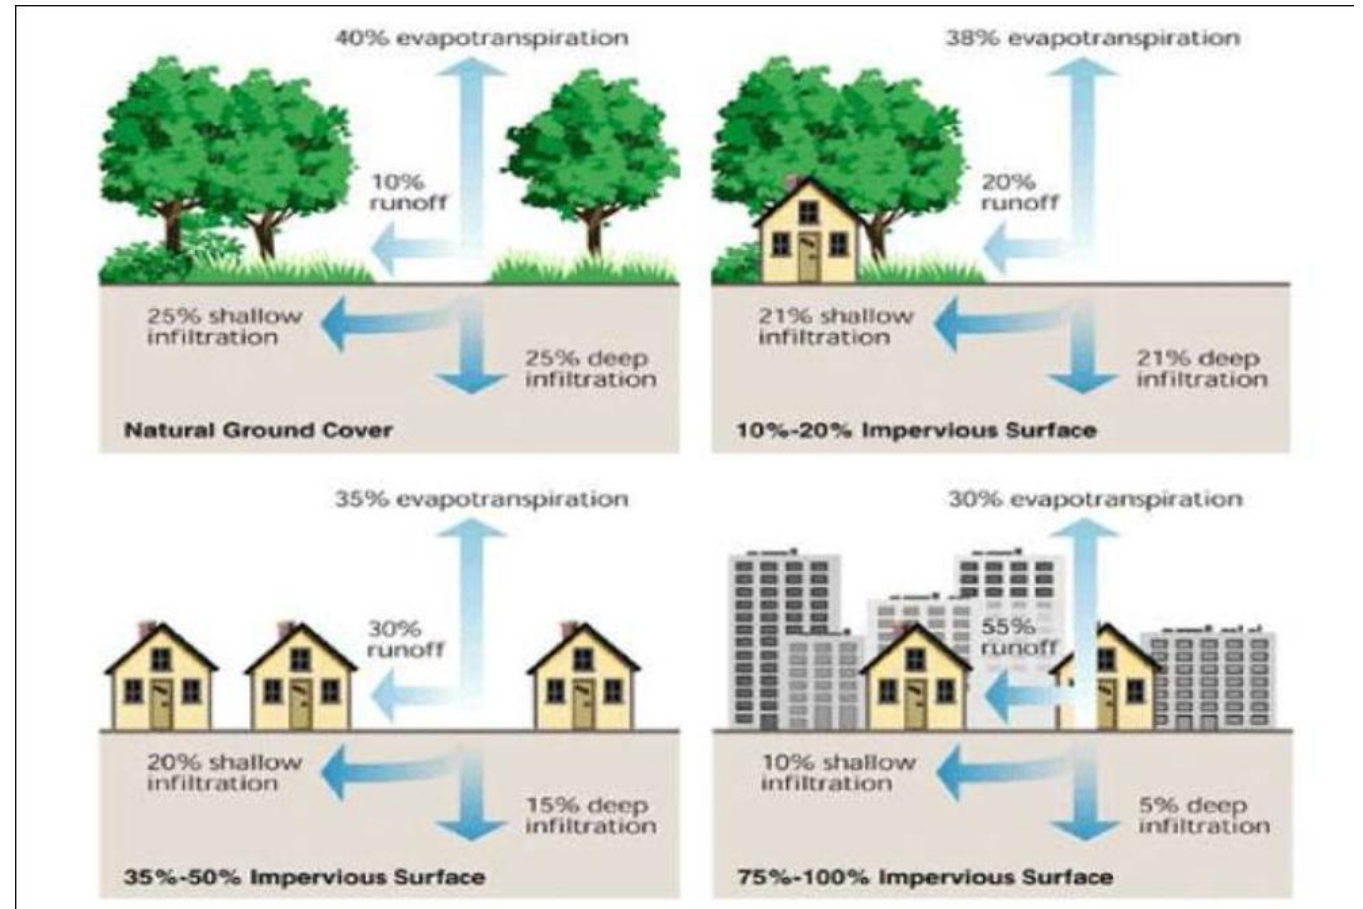 40% evapotranspiration
10%
runoff
25% shallow
infiltration
25% deep
infiltration
Natural Ground Cover
38% evapotranspiration
20%
runoff
21% shallow
infiltration
21% deep
infiltration
10%-20% Impervious Surface
35% evapotranspiration
30%
runoff
20% shallow
infiltration
15% deep
infiltration
35%-50% Impervious Surface
30% evapotranspiration
55%
runoff
10% shallow
infiltration
5% deep
infiltration
75%-100% Impervious Surface